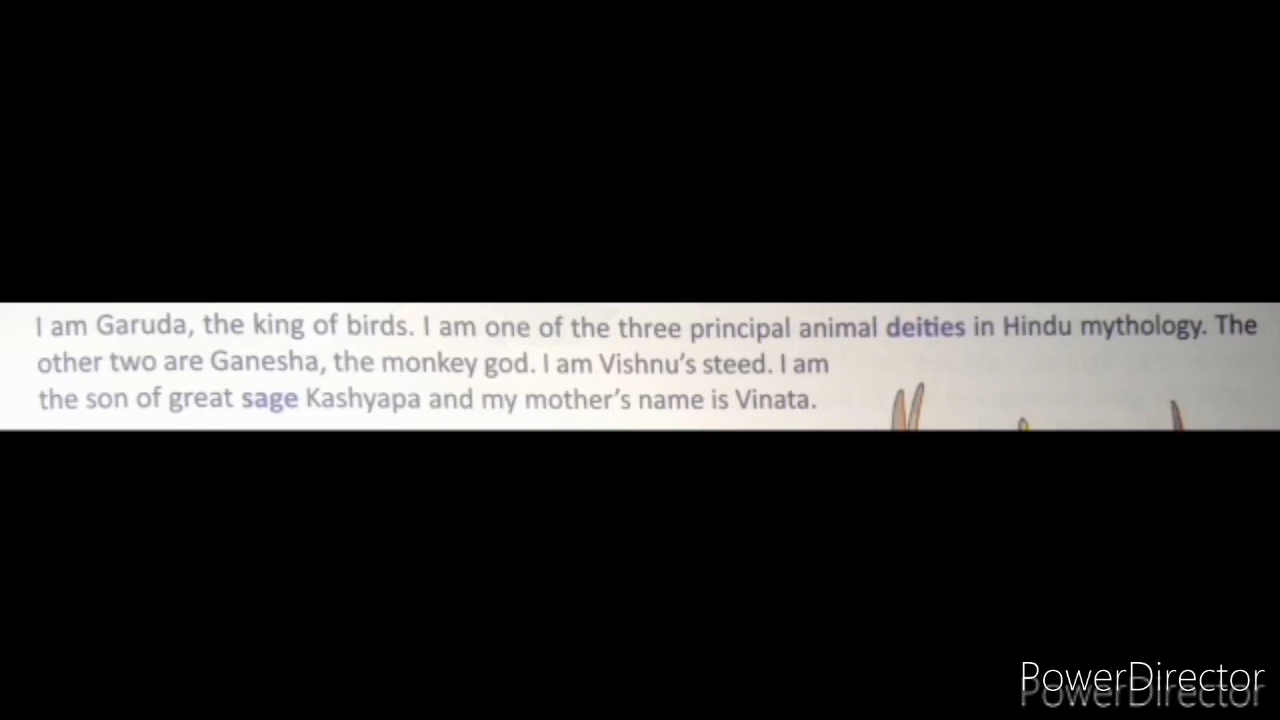 I am Garuda, the king of birds. I am one of the three principal animal deities in Hindu mythology. The
other two are Ganesha, the monkey god. I am Vishnu's steed. I am
the son of great sage Kashyapa and my mother's name is Vinata.
PowerDirector